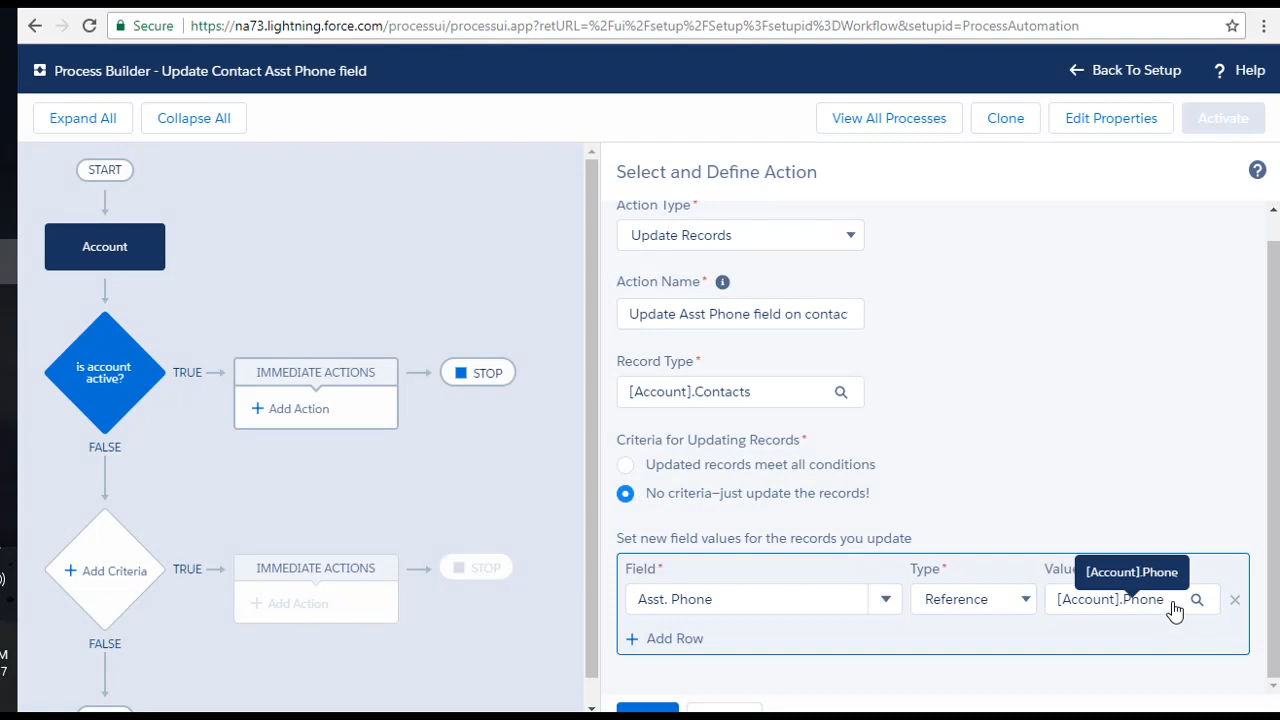 Secure
https://na73.lightning.force.com/processui/processui.app?retURL=%2Fui%2Fsetup%2FSetup%3Fsetupid%3DWorkflow&setupid=ProcessAutomation
Process Builder - Update Contact Asst Phone field
Back To Setup
? Help
Expand All
Collapse All
View All Processes
Clone
Edit Properties
Activate
START
Account
is account
active?
TRUE
IMMEDIATE ACTIONS
+ Add Action
STOP
FALSE
+ Add Criteria
TRUE
IMMEDIATE ACTIONS
+ Add Action
STOP
FALSE
Select and Define Action
?
Action Type*
Update Records
Action Name*
i
Update Asst Phone field on contac
Record Type*
[Account].Contacts
Criteria for Updating Records*
Updated records meet all conditions
No criteria—just update the records!
Set new field values for the records you update
Field*
Type*
Valu
[Account].Phone
Asst. Phone
Reference
[Account].Phone
+ Add Row
M
7